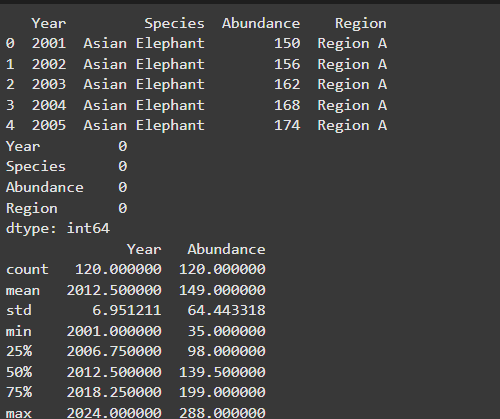 Year Species Abundance Region
0 2001 Asian Elephant 150 Region A
1 2002 Asian Elephant 156 Region A
2 2003 Asian Elephant 162 Region A
3 2004 Asian Elephant 168 Region A
4 2005 Asian Elephant 174 Region A
Year 0
Species 0
Abundance 0
Region 0
dtype: int64
Year Abundance
count 120.000000 120.000000
mean 2012.500000 149.000000
std 6.951211 64.443318
min 2001.000000 35.000000
25% 2006.750000 98.000000
50% 2012.500000 139.500000
75% 2018.250000 199.000000
max 2024.000000 288.000000